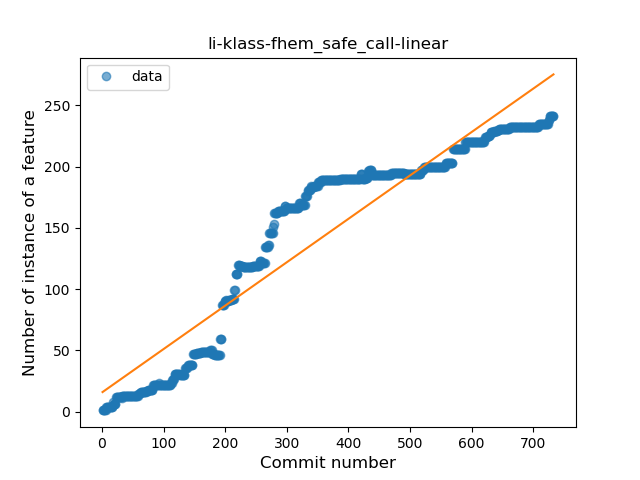 li-klass-fhem_safe_call-linear
data
Number of instance of a feature
250
200
150
100
50
0
0 100 200 300 400 500 600 700
Commit number